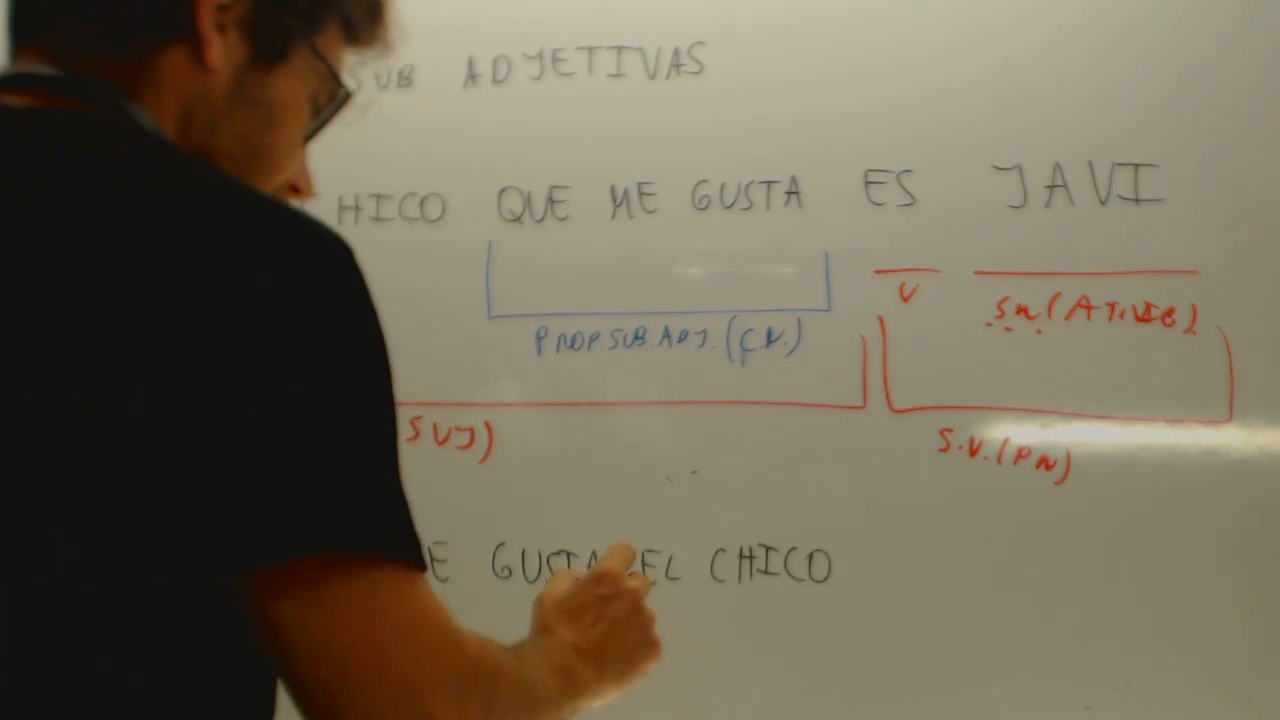 SUB ADJETIVAS
HICO QUE ME GUSTA ES JAVI
V
PROP.SUB.ADJ.(C.N.) SN(ATRIB)
SUJ) S.V.(PN)
E GUSTA EL CHICO